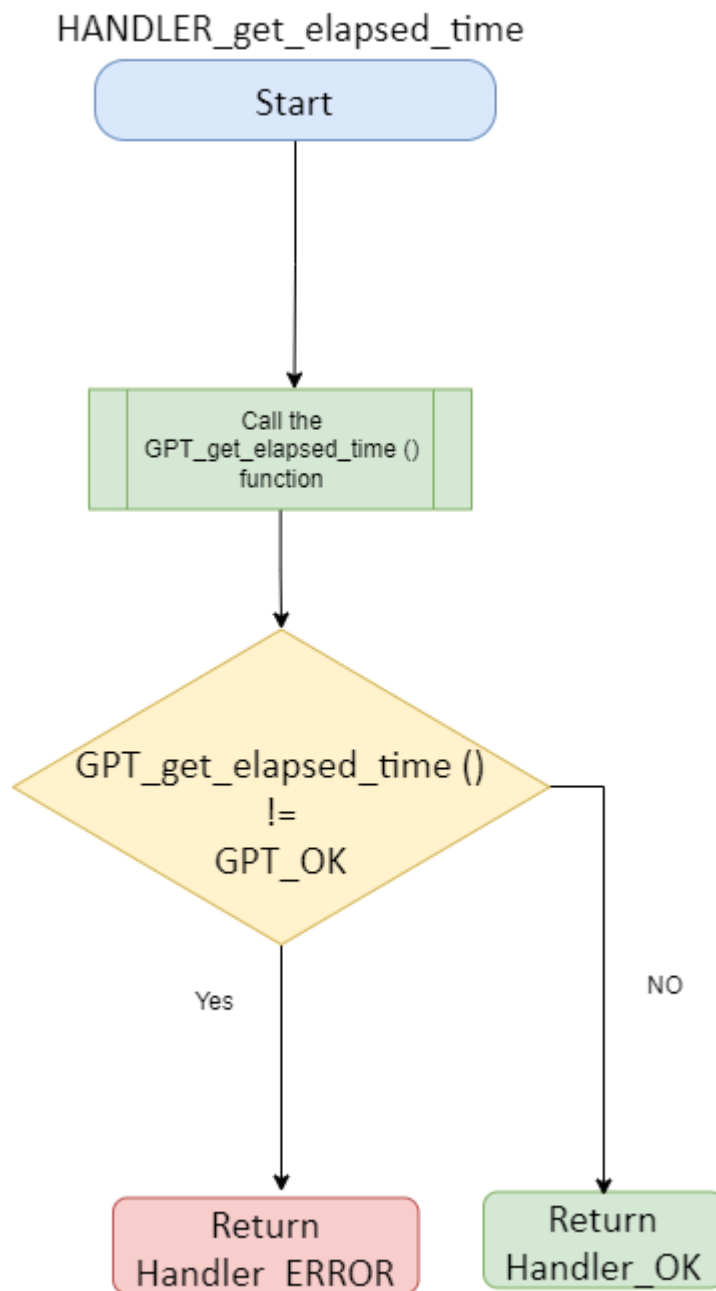 HANDLER_get_elapsed_time
Start
Call the
GPT_get_elapsed_time ()
function
GPT_get_elapsed_time ()
!=
GPT_OK
Yes
NO
Return
Handler_ERROR
Return
Handler_OK